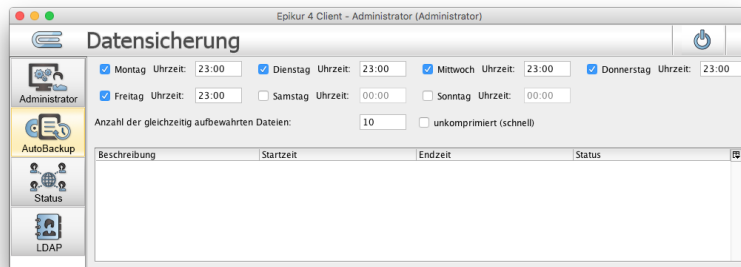 Epikur 4 Client - Administrator (Administrator)
Datensicherung
Administrator
AutoBackup
Status
LDAP
Montag Uhrzeit: 23:00 Dienstag Uhrzeit: 23:00 Mittwoch Uhrzeit: 23:00 Donnerstag Uhrzeit: 23:00
Freitag Uhrzeit: 23:00 Samstag Uhrzeit: 00:00 Sonntag Uhrzeit: 00:00
Anzahl der gleichzeitig aufbewahrten Dateien: 10 unkomprimiert (schnell)
Beschreibung Startzeit Endzeit Status